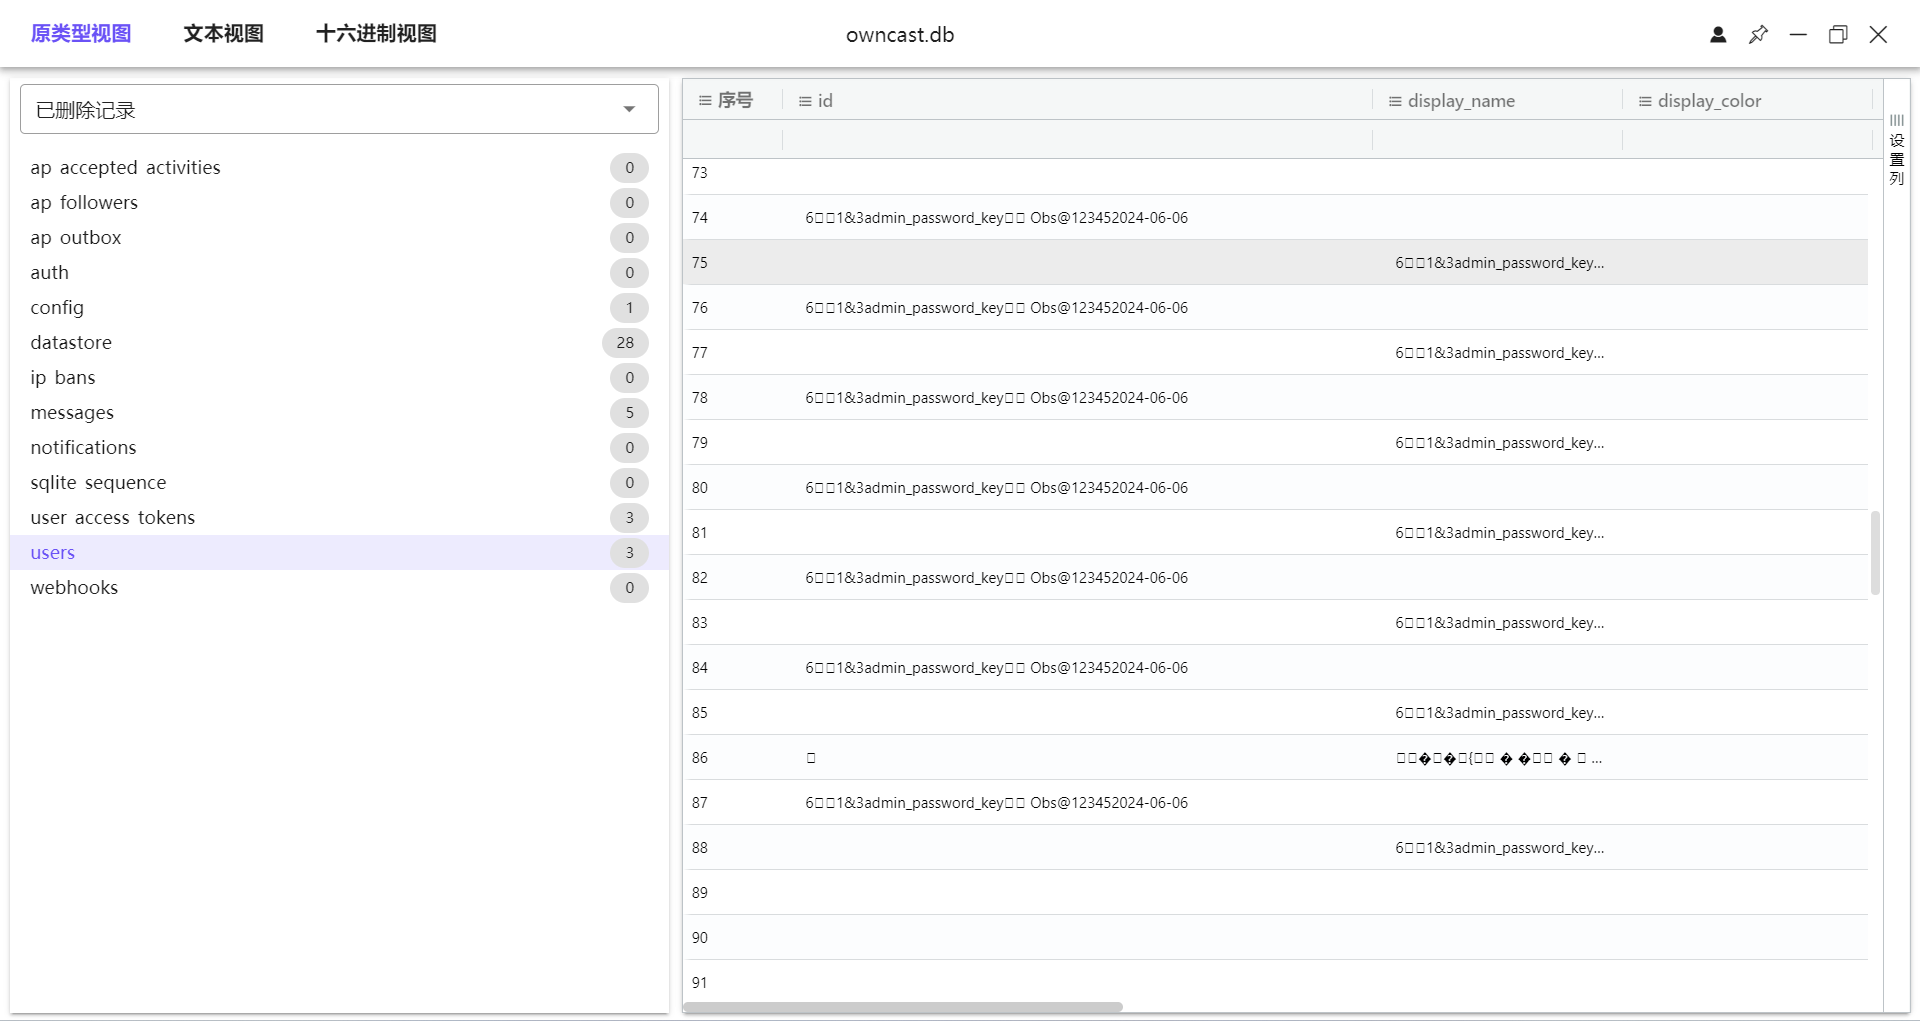 原类型视图 文本视图 十六进制视图 owncast.db
已删除记录
ap accepted activities 0
ap followers 0
ap outbox 0
auth 0
config 1
datastore 28
ip bans 0
messages 5
notifications 0
sqlite sequence 0
user access tokens 3
users 3
webhooks 0
序号 id display_name display_color
73
74 6□□1&3admin_password_key□□ Obs@123452024-06-06
75 6□□1&3admin_password_key...
76 6□□1&3admin_password_key□□ Obs@123452024-06-06
77 6□□1&3admin_password_key...
78 6□□1&3admin_password_key□□ Obs@123452024-06-06
79 6□□1&3admin_password_key...
80 6□□1&3admin_password_key□□ Obs@123452024-06-06
81 6□□1&3admin_password_key...
82 6□□1&3admin_password_key□□ Obs@123452024-06-06
83 6□□1&3admin_password_key...
84 6□□1&3admin_password_key□□ Obs@123452024-06-06
85 6□□1&3admin_password_key...
86 □ □□�□�□{□□ � �□□ � □ ...
87 6□□1&3admin_password_key□□ Obs@123452024-06-06
88 6□□1&3admin_password_key...
89
90
91
设置列